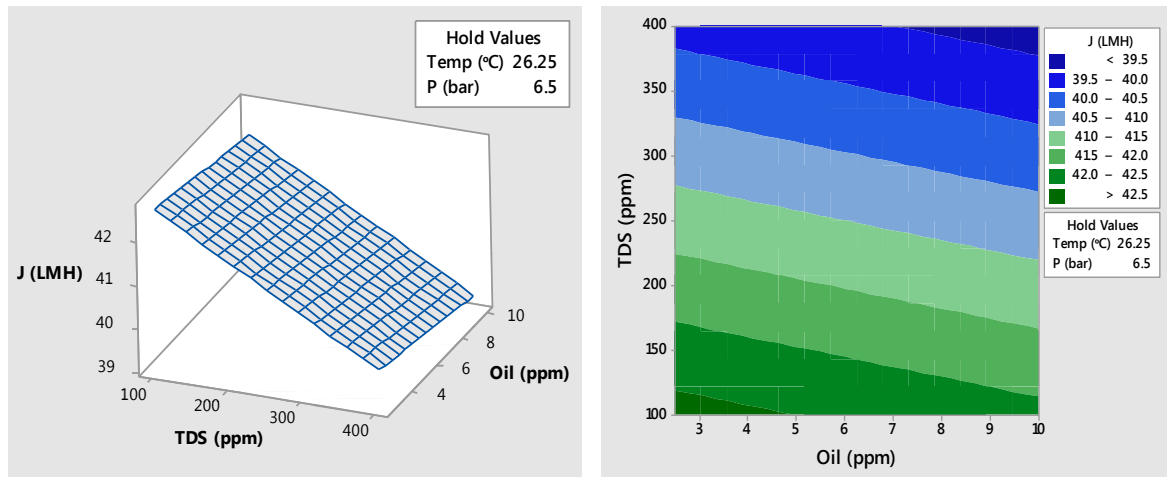 Hold Values
Temp (ºC) 26.25
P (bar) 6.5
42
41
40
39
J (LMH)
100
200
300
400
TDS (ppm)
4
6
8
10
Oil (ppm)
400
350
300
250
200
150
100
TDS (ppm)
3 4 5 6 7 8 9 10
Oil (ppm)
J (LMH)
< 39.5
39.5 – 40.0
40.0 – 40.5
40.5 – 410
410 – 415
415 – 42.0
42.0 – 42.5
> 42.5
Hold Values
Temp (ºC) 26.25
P (bar) 6.5